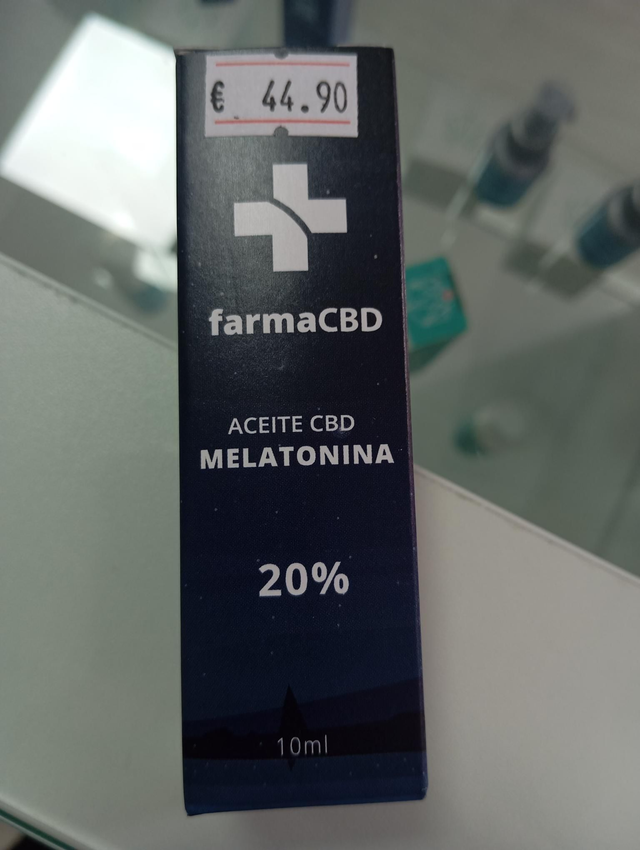 € 44.90
farmaCBD
ACEITE CBD
MELATONINA
20%
10ml